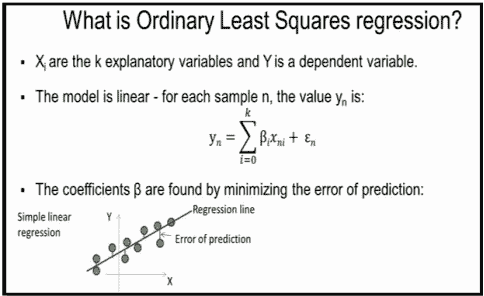 What is Ordinary Least Squares regression?
▪ Xᵢ are the k explanatory variables and Y is a dependent variable.
▪ The model is linear - for each sample n, the value yₙ is:
k
yₙ = ∑ βᵢxₙᵢ + εₙ
i=0
▪ The coefficients β are found by minimizing the error of prediction:
Simple linear
regression
Y
Regression line
Error of prediction
X